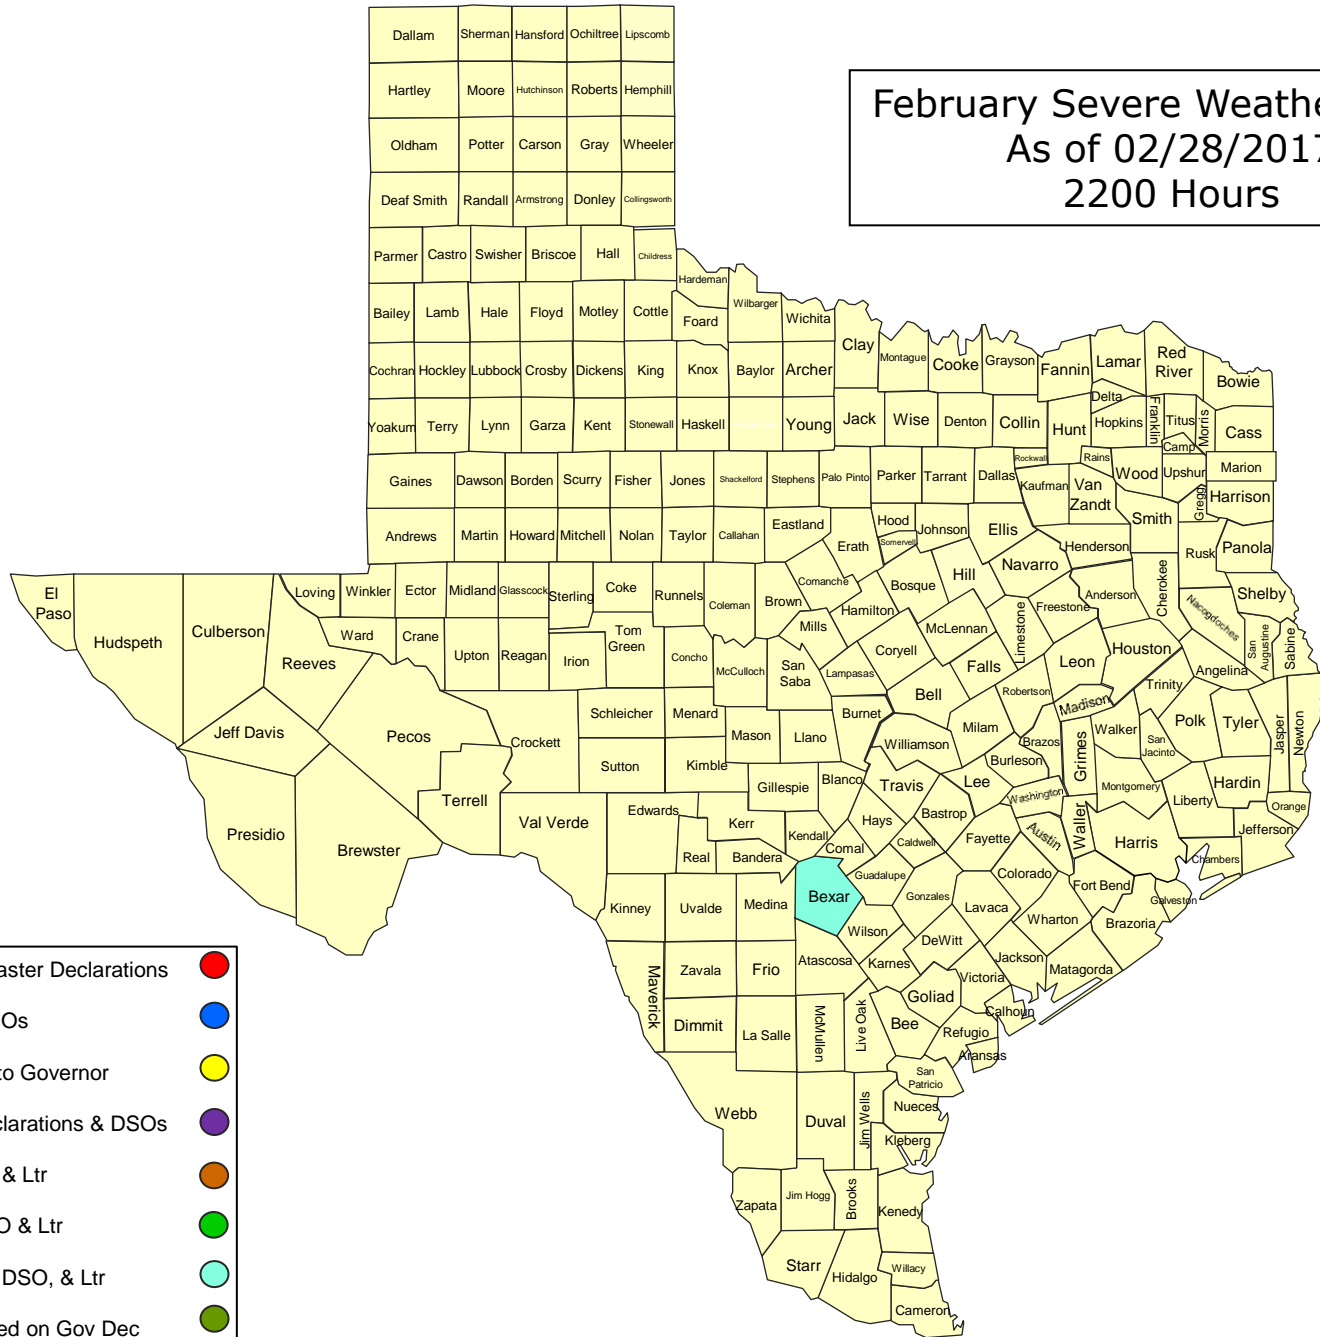 Dallam Sherman Hansford Ochiltree Lipscomb
February Severe Weathe
As of 02/28/2017
2200 Hours
Hartley Moore Hutchinson Roberts Hemphill
Oldham Potter Carson Gray Wheeler
Deaf Smith Randall Armstrong Donley Collingsworth
Parmer Castro Swisher Briscoe Hall Childress
Hardeman
Bailey Lamb Hale Floyd Motley Cottle Foard Wilbarger Wichita
Clay Montague Cooke Grayson Fannin Lamar Red
River Bowie
Cochran Hockley Lubbock Crosby Dickens King Knox Baylor Archer
Delta
Yoakum Terry Lynn Garza Kent Stonewall Haskell Young Jack Wise Denton Collin Hunt Hopkins Franklin Titus Morris Cass
Camp
Rockwall Rains
Gaines Dawson Borden Scurry Fisher Jones Shackelford Stephens Palo Pinto Parker Tarrant Dallas Kaufman Van
Zandt Wood Upshur Marion
Gregg Harrison
Andrews Martin Howard Mitchell Nolan Taylor Callahan Eastland Erath Hood Somervell Johnson Ellis Henderson Smith Rusk Panola
El
Paso Hudspeth Culberson Loving Winkler Ector Midland Glasscock Sterling Coke Runnels Coleman Brown Comanche Hamilton Bosque Hill Navarro Freestone Anderson Cherokee Nacogdoches Shelby
Reeves Ward Crane Upton Reagan Irion Tom
Green Concho McCulloch San
Saba Mills Lampasas Coryell McLennan Limestone Falls Leon Houston Angelina San
Augustine Sabine
Jeff Davis Pecos Crockett Schleicher Menard Mason Llano Burnet Bell Milam Robertson Madison Trinity Polk Tyler Jasper Newton
Walker San
Jacinto
Sutton Kimble Gillespie Blanco Williamson Travis Lee Burleson Brazos Grimes Montgomery Liberty Hardin Orange
Presidio Brewster Terrell Val Verde Edwards Kerr Kendall Hays Bastrop Washington Waller Harris Jefferson Chambers
Real Bandera Comal Caldwell Fayette Austin
Kinney Uvalde Medina Bexar Guadalupe Gonzales Lavaca Colorado Fort Bend Wharton Brazoria Galveston
Wilson DeWitt
Maverick Zavala Frio Atascosa Karnes Victoria Jackson Matagorda
Dimmit La Salle McMullen Live Oak Bee Goliad Refugio Calhoun
Aransas
San
Patricio
Webb Duval Jim Wells Nueces
Kleberg
Zapata Jim Hogg Brooks Kenedy
Starr Hidalgo Willacy
Cameron
aster Declarations
Os
to Governor
clarations & DSOs
& Ltr
O & Ltr
DSO, & Ltr
ed on Gov Dec